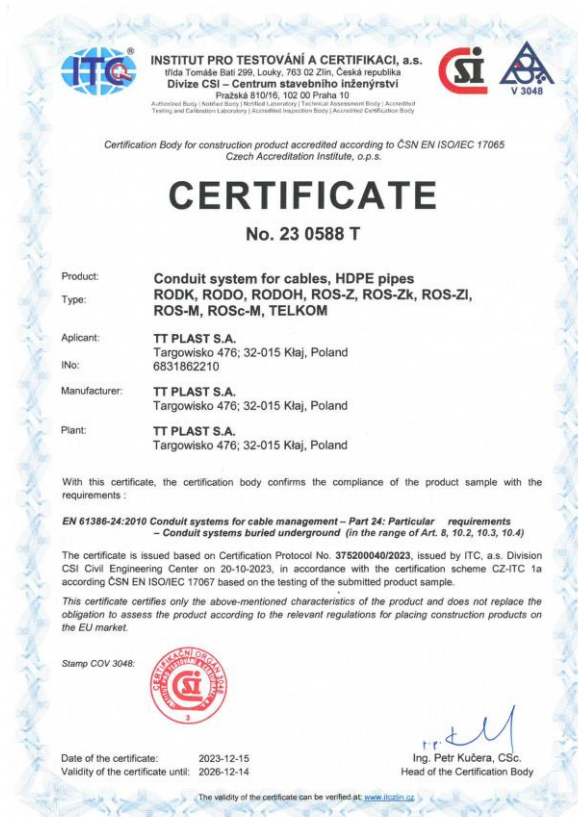 ITC
®
INSTITUT PRO TESTOVÁNÍ A CERTIFIKACI, a.s.
třída Tomáše Bati 299, Louky, 763 02 Zlín, Česká republika
Divize CSI – Centrum stavebního inženýrství
Pražská 810/16, 102 00 Praha 10
Authorized Body | Notified Body | Notified Laboratory | Technical Assessment Body | Accredited
Testing and Calibration Laboratory | Accredited Inspection Body | Accredited Certification Body
CSI
V 3048
Certification Body for construction product accredited according to ČSN EN ISO/IEC 17065
Czech Accreditation Institute, o.p.s.
CERTIFICATE
No. 23 0588 T
Product: Conduit system for cables, HDPE pipes
Type: RODK, RODO, RODOH, ROS-Z, ROS-Zk, ROS-Zl,
ROS-M, ROSc-M, TELKOM
Aplicant: TT PLAST S.A.
Targowisko 476; 32-015 Kłaj, Poland
INo: 6831862210
Manufacturer: TT PLAST S.A.
Targowisko 476; 32-015 Kłaj, Poland
Plant: TT PLAST S.A.
Targowisko 476; 32-015 Kłaj, Poland
With this certificate, the certification body confirms the compliance of the product sample with the
requirements :
EN 61386-24:2010 Conduit systems for cable management – Part 24: Particular requirements
– Conduit systems buried underground (in the range of Art. 8, 10.2, 10.3, 10.4)
The certificate is issued based on Certification Protocol No. 375200040/2023, issued by ITC, a.s. Division
CSI Civil Engineering Center on 20-10-2023, in accordance with the certification scheme CZ-ITC 1a
according ČSN EN ISO/IEC 17067 based on the testing of the submitted product sample.
This certificate certifies only the above-mentioned characteristics of the product and does not replace the
obligation to assess the product according to the relevant regulations for placing construction products on
the EU market.
Stamp COV 3048:
CERTIFIKAČNÍ ORGÁN 3048
CSI
3
Date of the certificate: 2023-12-15
Validity of the certificate until: 2026-12-14
Ing. Petr Kučera, CSc.
Head of the Certification Body
The validity of the certificate can be verified at: www.itczlin.cz